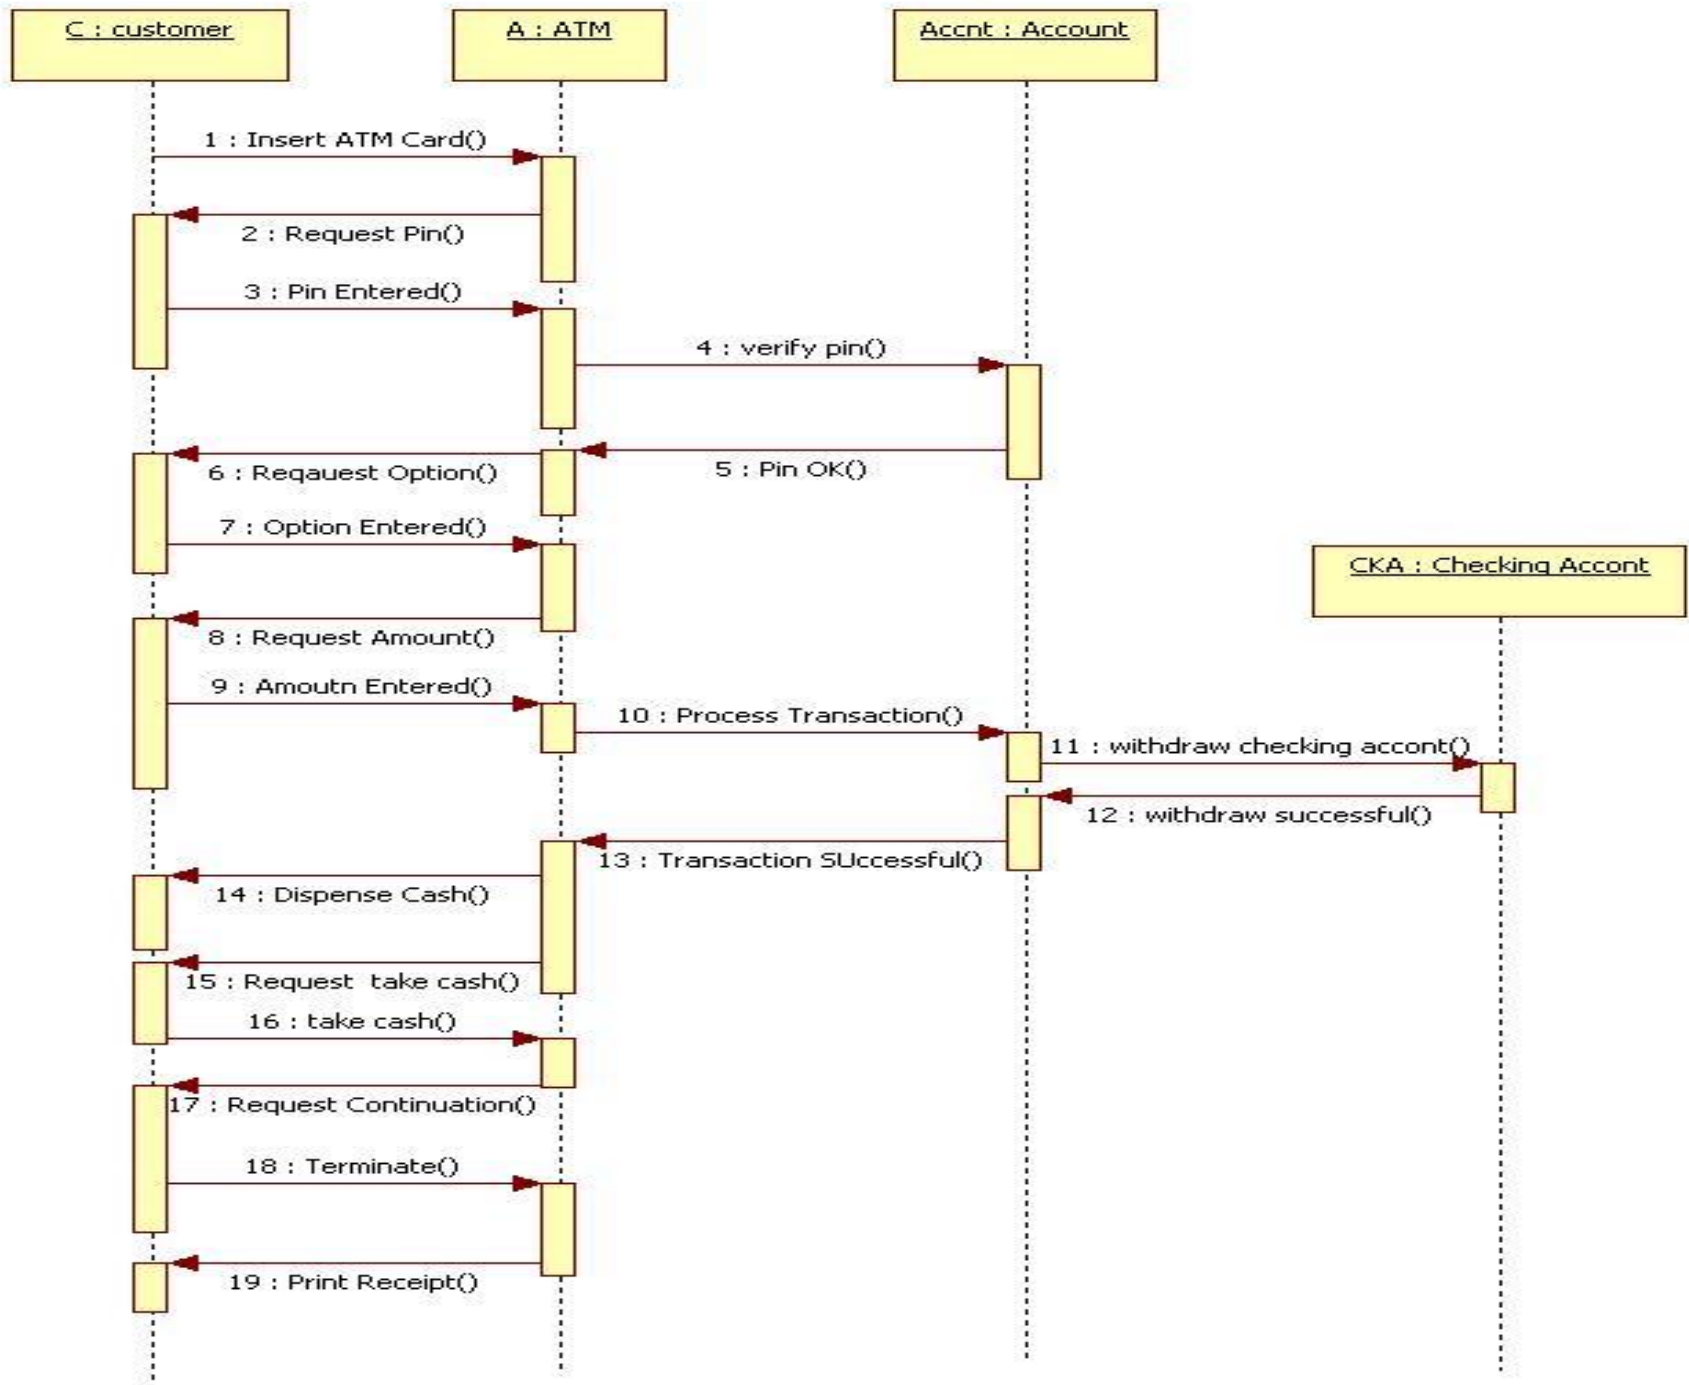 C : customer
A : ATM
Accnt : Account
1 : Insert ATM Card()
2 : Request Pin()
3 : Pin Entered()
4 : verify pin()
5 : Pin OK()
6 : Reqauest Option()
7 : Option Entered()
CKA : Checking Accont
8 : Request Amount()
9 : Amoutn Entered()
10 : Process Transaction()
11 : withdraw checking accont()
12 : withdraw successful()
13 : Transaction SUccessful()
14 : Dispense Cash()
15 : Request  take cash()
16 : take cash()
17 : Request Continuation()
18 : Terminate()
19 : Print Receipt()